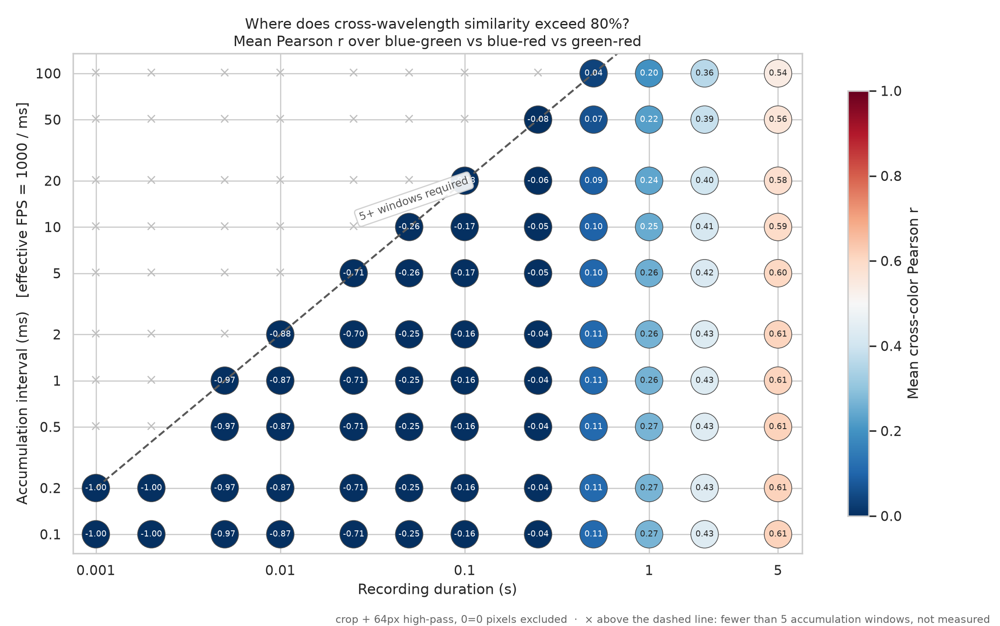 Where does cross-wavelength similarity exceed 80%?
Mean Pearson r over blue-green vs blue-red vs green-red
Accumulation interval (ms)   [effective FPS = 1000 / ms]
100 0.04 0.20 0.36 0.54
50 -0.08 0.07 0.22 0.39 0.56
20 -0.06 0.09 0.24 0.40 0.58
5+ windows required
10 -0.26 -0.17 -0.05 0.10 0.25 0.41 0.59
5 -0.71 -0.26 -0.17 -0.05 0.10 0.26 0.42 0.60
2 -0.88 -0.70 -0.25 -0.16 -0.04 0.11 0.26 0.43 0.61
1 -0.97 -0.87 -0.71 -0.25 -0.16 -0.04 0.11 0.26 0.43 0.61
0.5 -0.97 -0.87 -0.71 -0.25 -0.16 -0.04 0.11 0.27 0.43 0.61
0.2 -1.00 -1.00 -0.97 -0.87 -0.71 -0.25 -0.16 -0.04 0.11 0.27 0.43 0.61
0.1 -1.00 -1.00 -0.97 -0.87 -0.71 -0.25 -0.16 -0.04 0.11 0.27 0.43 0.61
0.001 0.01 0.1 1 5
Recording duration (s)
1.0
0.8
0.6
0.4
0.2
0.0
Mean cross-color Pearson r
crop + 64px high-pass, 0=0 pixels excluded · × above the dashed line: fewer than 5 accumulation windows, not measured